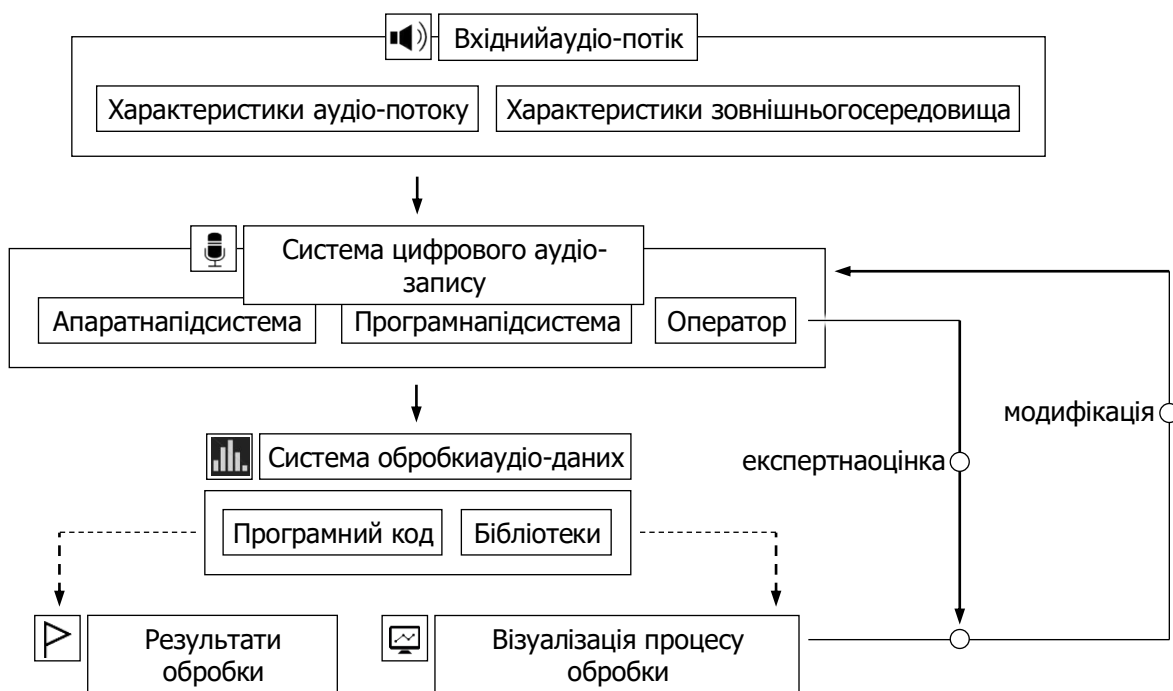 Вхіднийаудіо-потік
Характеристики аудіо-потоку
Характеристики зовнішньогосередовища
Система цифрового аудіо-
запису
Апаратнапідсистема
Програмнапідсистема
Оператор
модифікація
Система обробкиаудіо-даних
експертнаоцінка
Програмний код
Бібліотеки
Результати
обробки
Візуалізація процесу
обробки